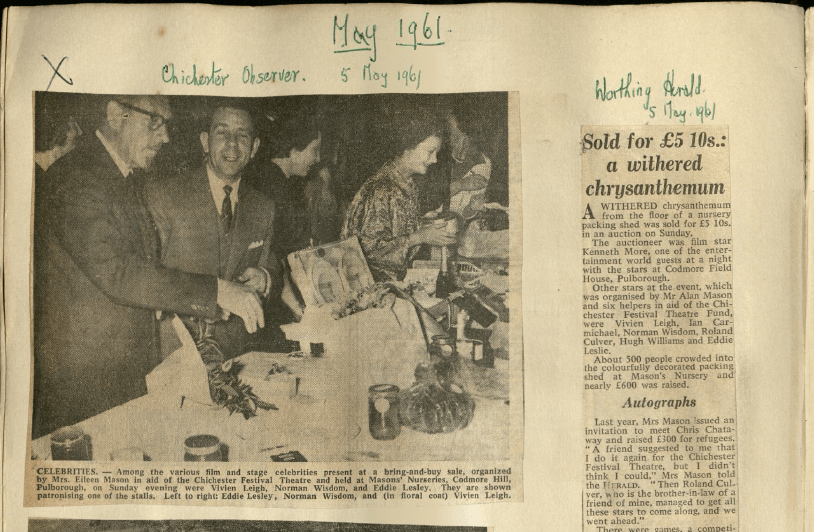 May 1961.
Chichester Observer. 5 May 1961
CELEBRITIES. — Among the various film and stage celebrities present at a bring-and-buy sale, organized
by Mrs. Eileen Mason in aid of the Chichester Festival Theatre and held at Masons' Nurseries, Codmore Hill,
Pulborough, on Sunday evening were Vivien Leigh, Norman Wisdom, and Eddie Lesley. They are shown
patronising one of the stalls. Left to right: Eddie Lesley, Norman Wisdom, and (in floral coat) Vivien Leigh.
Worthing Herald.
5 May. 1961
Sold for £5 10s.:
a withered
chrysanthemum
A WITHERED chrysanthemum
from the floor of a nursery
packing shed was sold for £5 10s.
in an auction on Sunday.
The auctioneer was film star
Kenneth More, one of the enter-
tainment world guests at a night
with the stars at Codmore Field
House, Pulborough.
Other stars at the event, which
was organised by Mr Alan Mason
and six helpers in aid of the Chi-
chester Festival Theatre Fund,
were Vivien Leigh, Ian Car-
michael, Norman Wisdom, Roland
Culver, Hugh Williams and Eddie
Leslie.
About 500 people crowded into
the colourfully decorated packing
shed at Mason's Nursery and
nearly £600 was raised.
Autographs
Last year, Mrs Mason issued an
invitation to meet Chris Chata-
way and raised £300 for refugees.
"A friend suggested to me that
I do it again for the Chichester
Festival Theatre, but I didn't
think I could," Mrs Mason told
the HERALD. "Then Roland Cul-
ver, who is the brother-in-law of a
friend of mine, managed to get all
these stars to come along, and we
went ahead."
There were games, a competi-